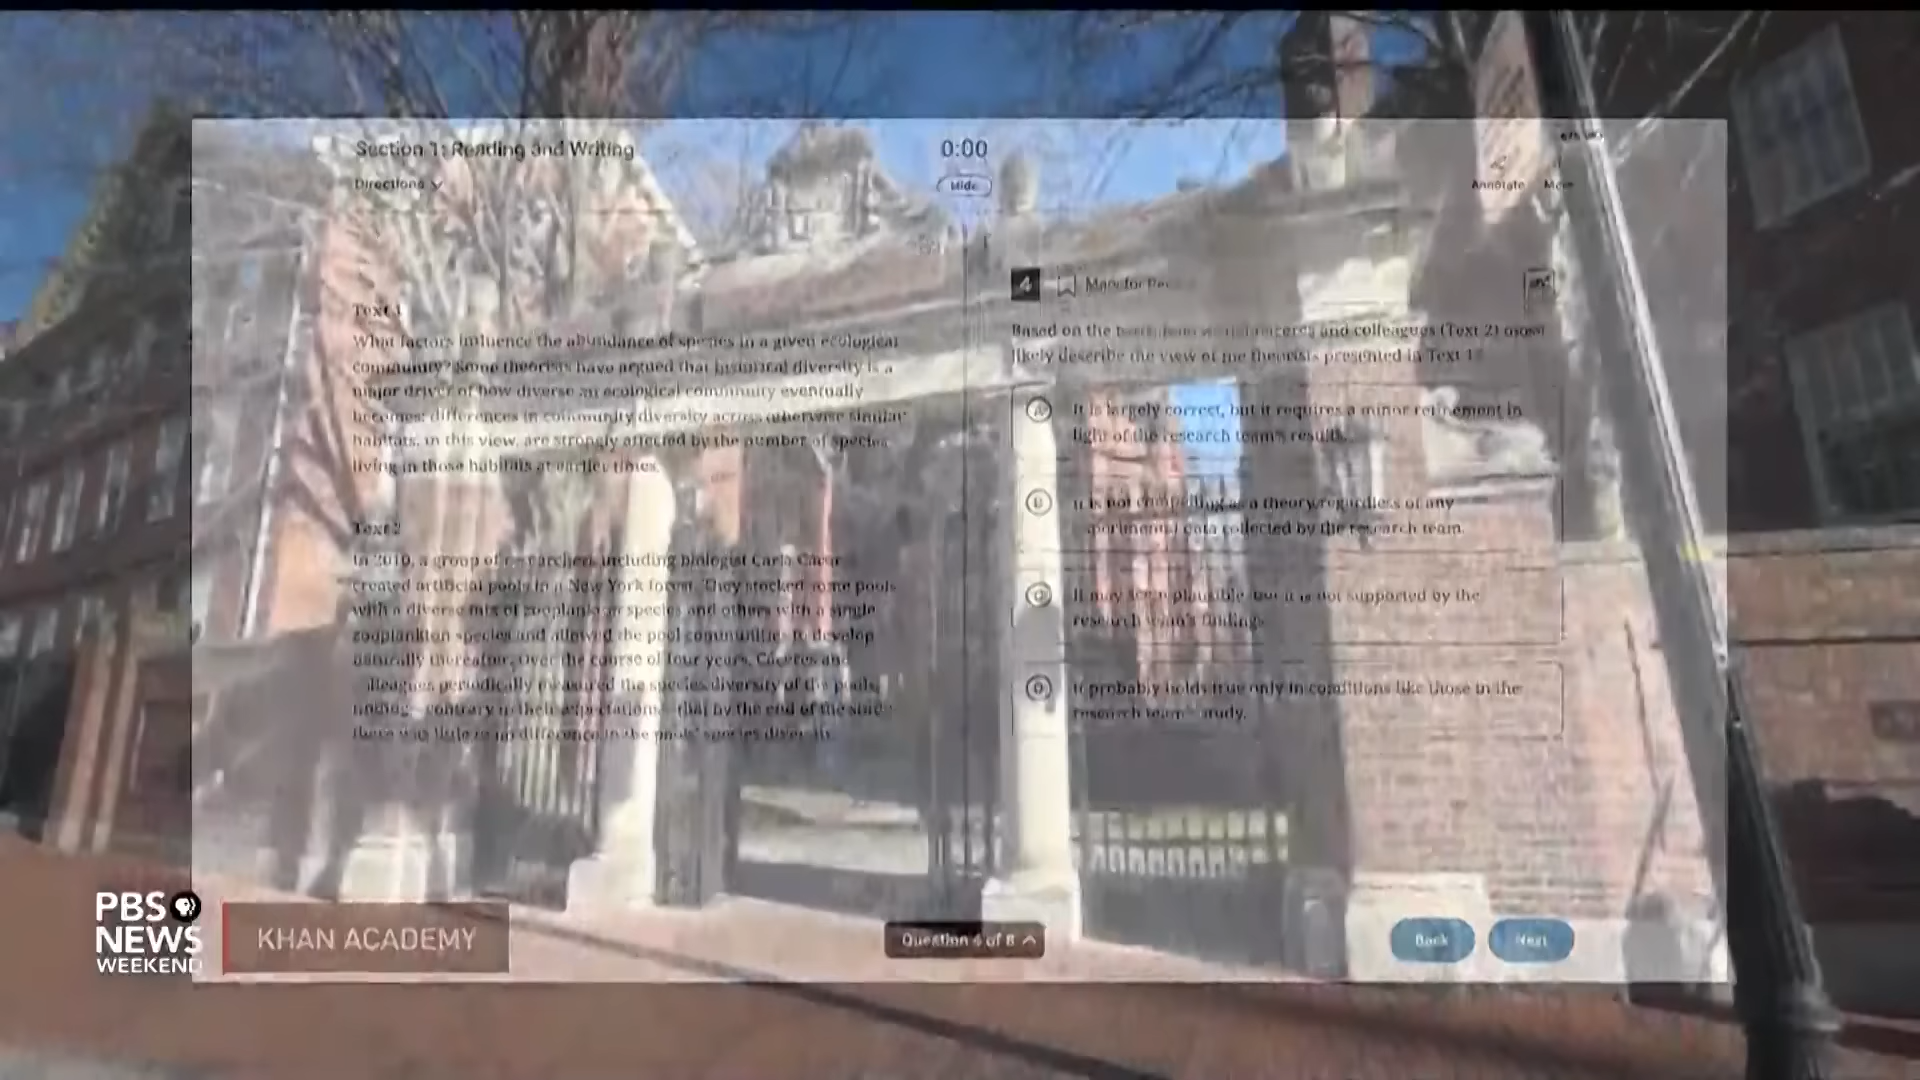 Section 1: Reading and Writing
0:00
Directions
Hide
Annotate
More
4
Mark for Review
Text 1
What factors influence the abundance of species in a given ecological
community? Some theorists have argued that historical diversity is a
major driver of how diverse an ecological community eventually
becomes: differences in community diversity across otherwise similar
habitats, in this view, are strongly affected by the number of species
living in those habitats at earlier times.
Text 2
In 2010, a group of researchers including biologist Carla Cáceres
created artificial pools in a New York forest. They stocked some pools
with a diverse mix of zooplankton species and others with a single
zooplankton species and allowed the pool communities to develop
naturally thereafter. Over the course of four years, Cáceres and
colleagues periodically measured the species diversity of the pools,
finding—contrary to their expectations—that by the end of the study
there was little to no difference in the pools' species diversity.
Based on the and colleagues (Text 2) most
likely describe the view of the theorists presented in Text 1?
A It is largely correct, but it requires a minor refinement in
light of the research team's results.
B It is not compelling as a theory regardless of any
experimental data collected by the research team.
C It may seem plausible, but it is not supported by the
research team's findings.
D It probably holds true only in conditions like those in the
research team's study.
Question 4 of 8
Back
Next
PBS
NEWS
WEEKEND
KHAN ACADEMY